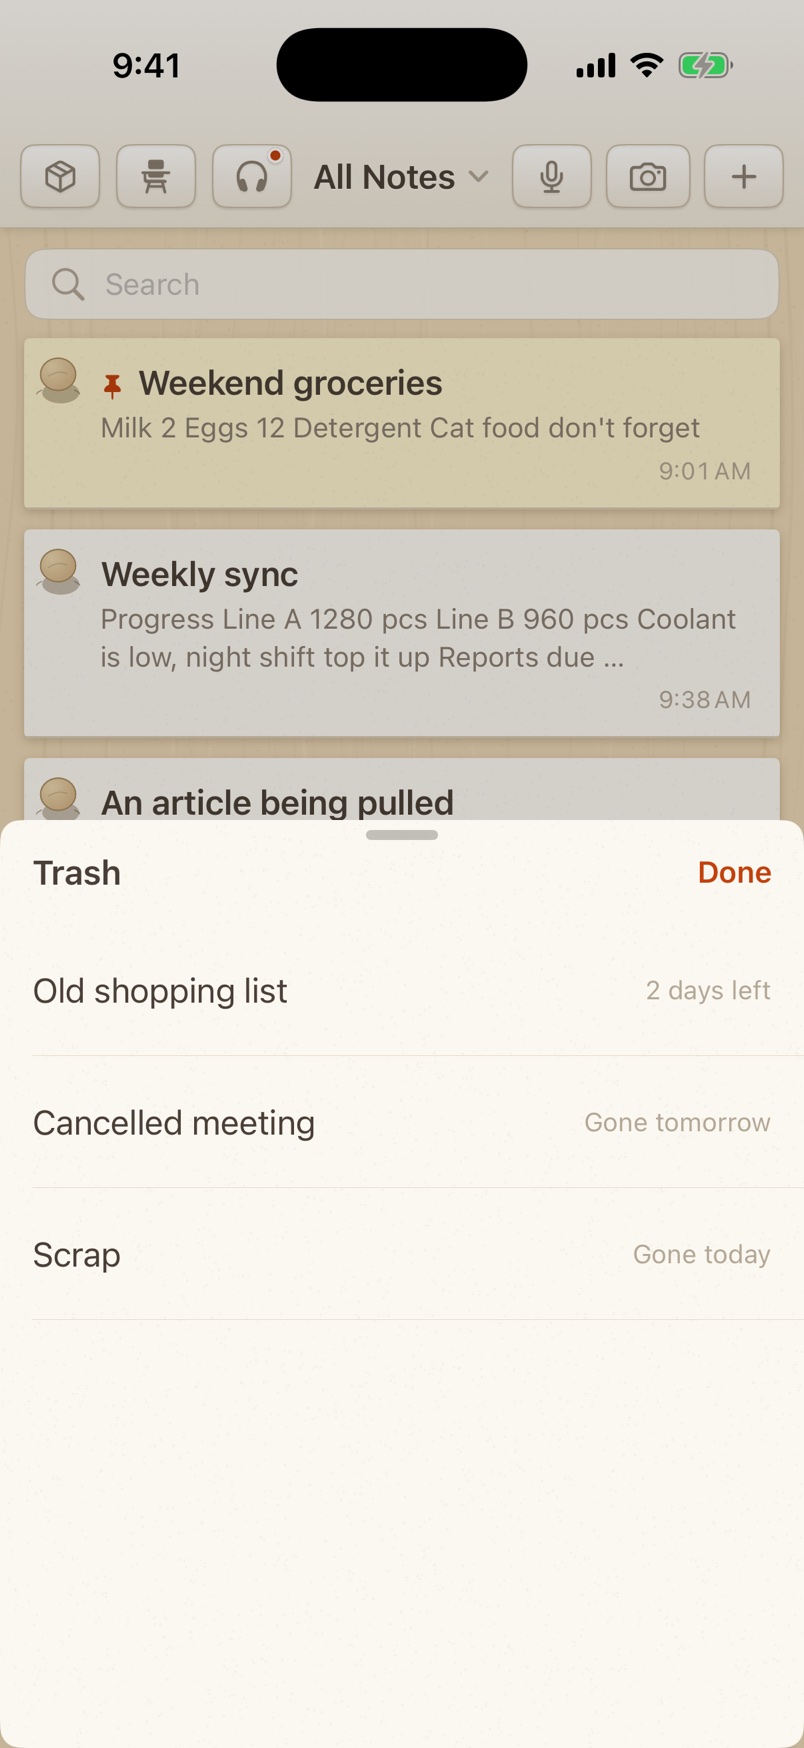 9:41
All Notes
Search
Weekend groceries
Milk 2 Eggs 12 Detergent Cat food don't forget
9:01 AM
Weekly sync
Progress Line A 1280 pcs Line B 960 pcs Coolant
is low, night shift top it up Reports due ...
9:38 AM
An article being pulled
Trash
Done
Old shopping list
2 days left
Cancelled meeting
Gone tomorrow
Scrap
Gone today